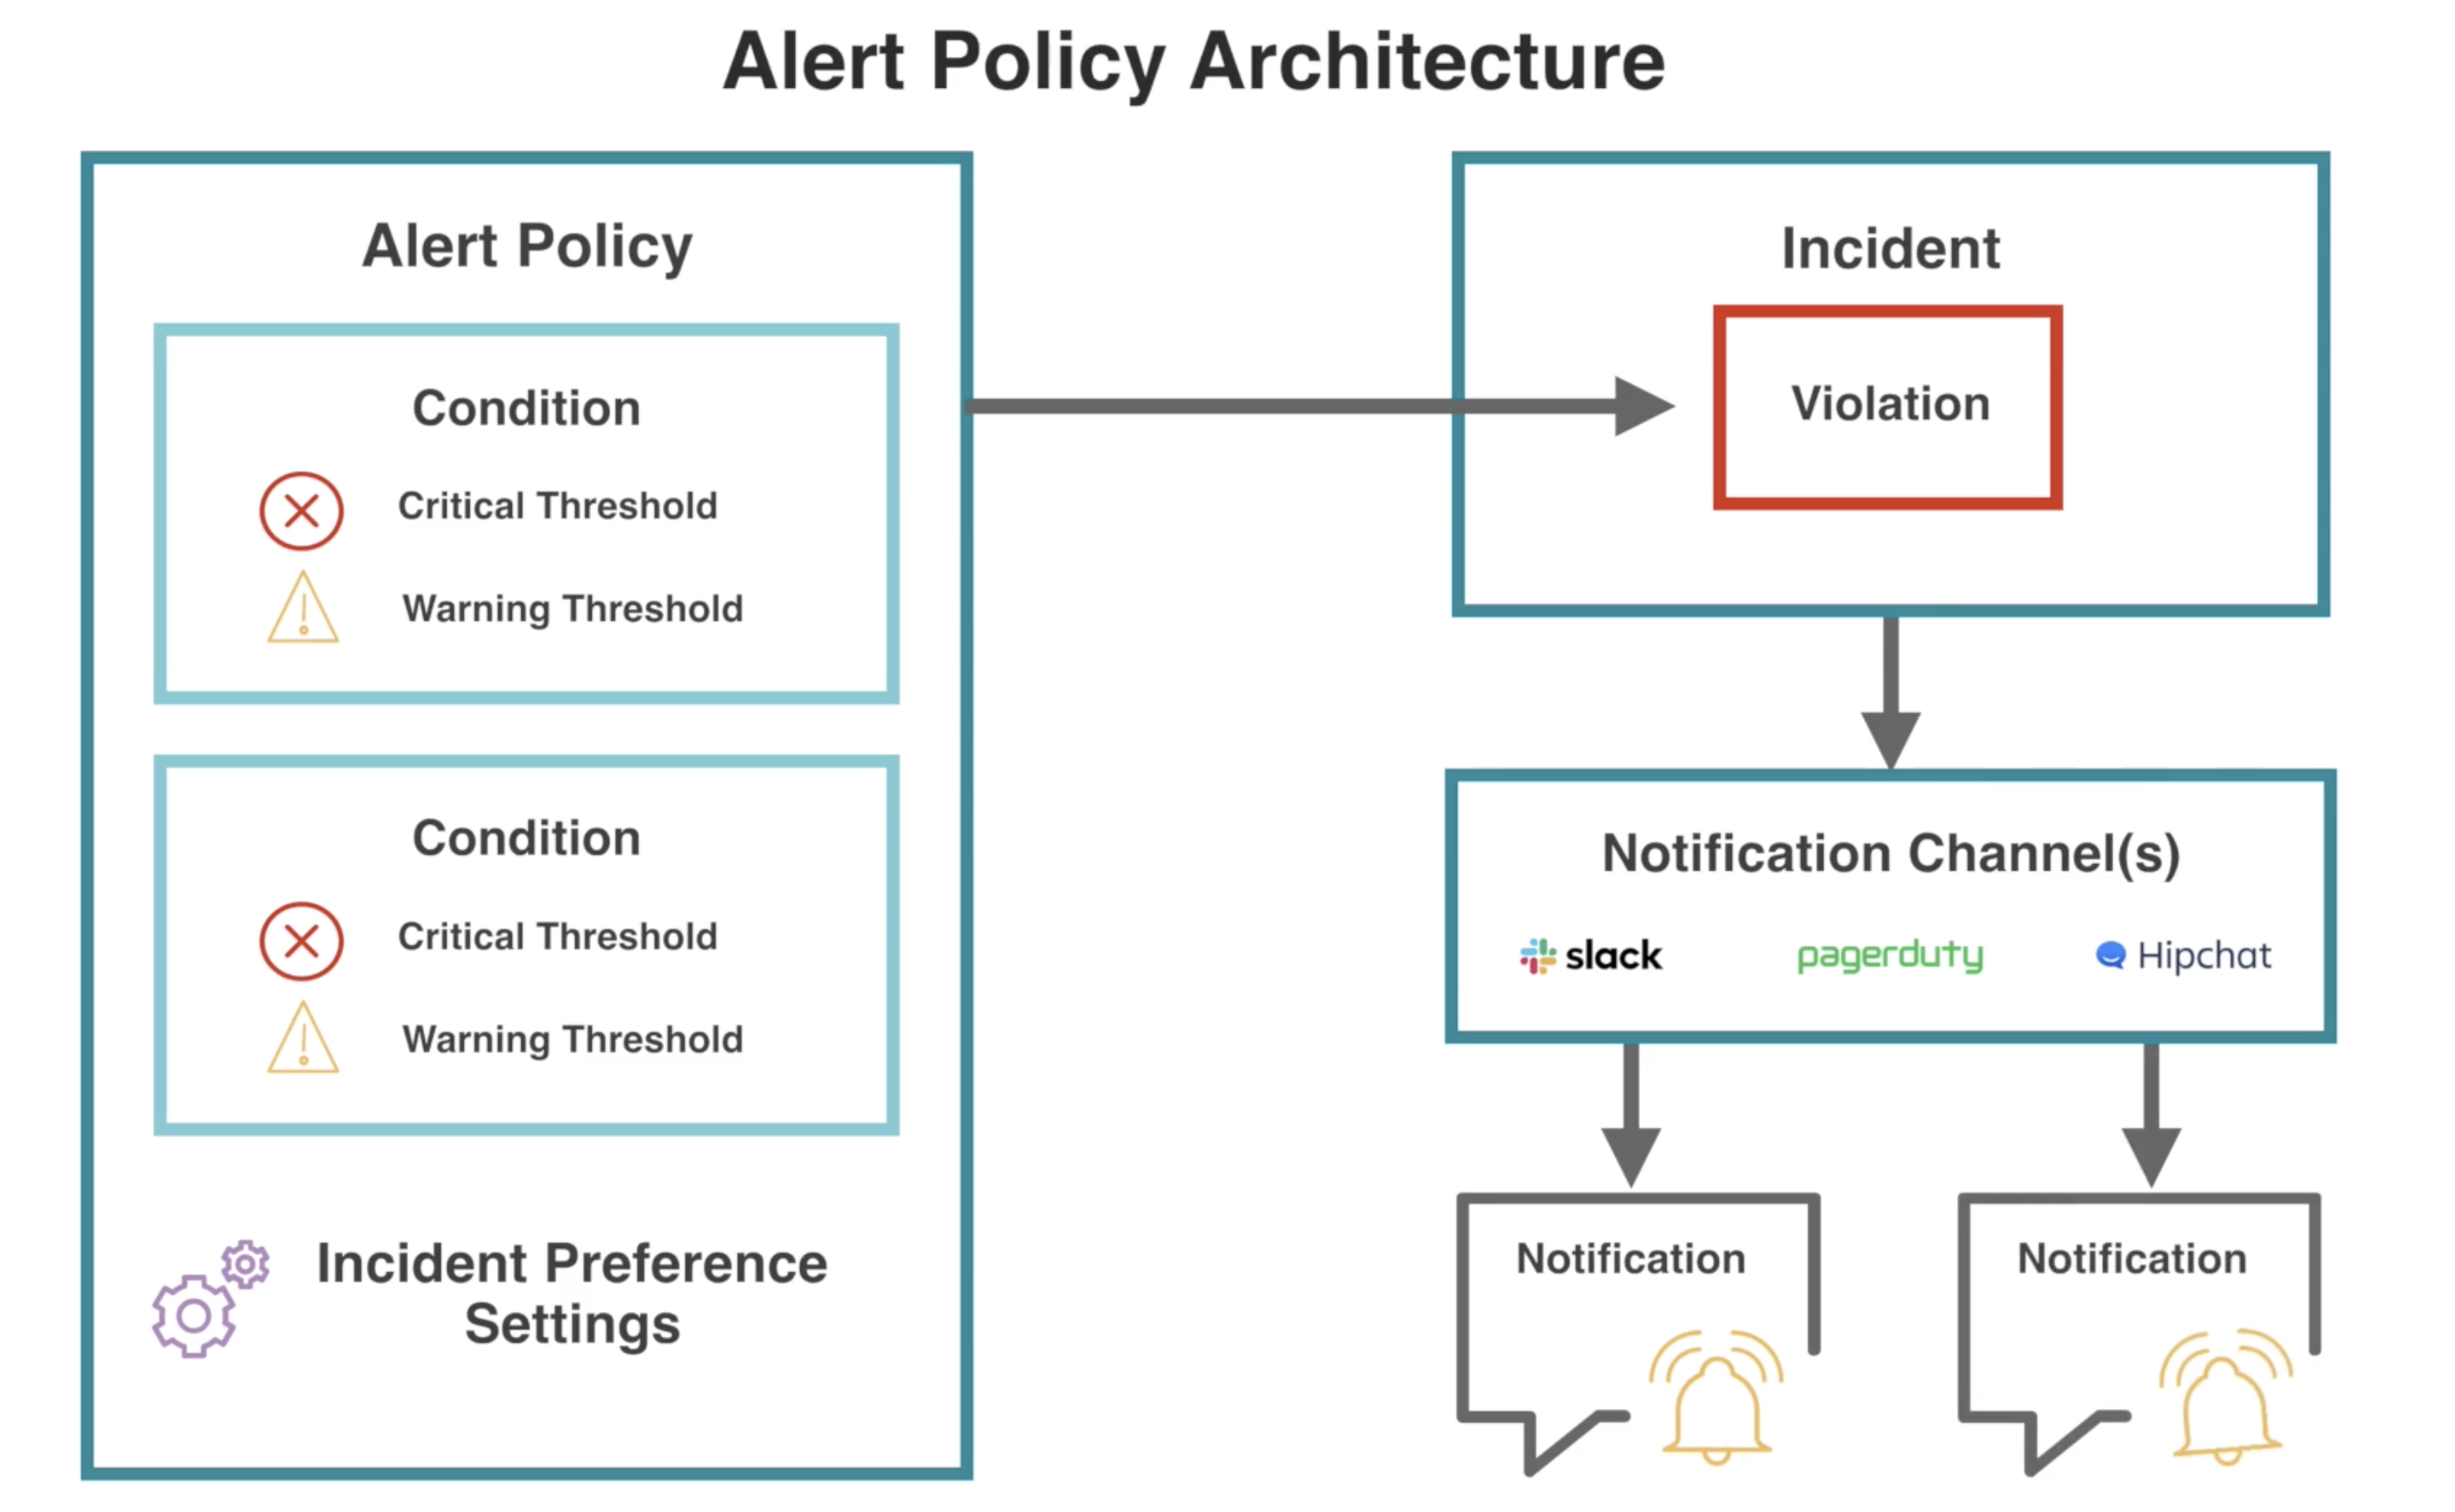 Alert Policy Architecture
Alert Policy
Condition
Critical Threshold
Warning Threshold
Condition
Critical Threshold
Warning Threshold
Incident Preference
Settings
Incident
Violation
Notification Channel(s)
slack pagerduty Hipchat
Notification
Notification